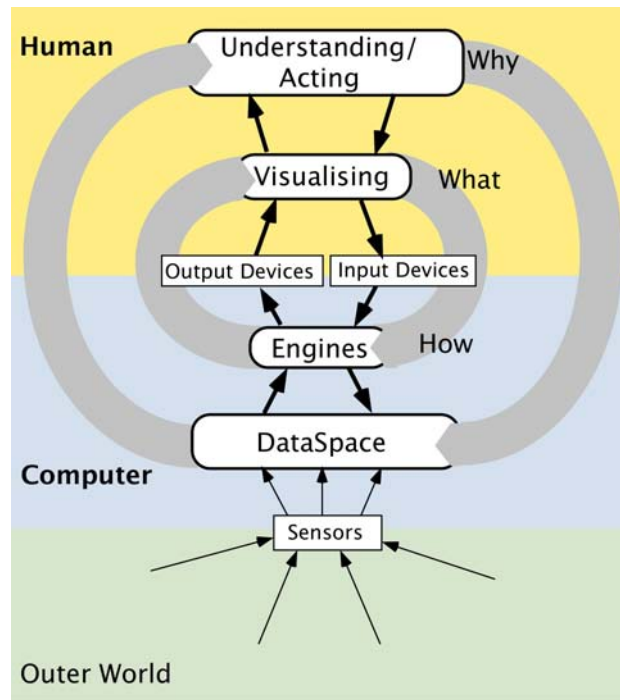 Human
Understanding/
Acting
Why
Visualising
What
Output Devices
Input Devices
Engines
How
DataSpace
Computer
Sensors
Outer World